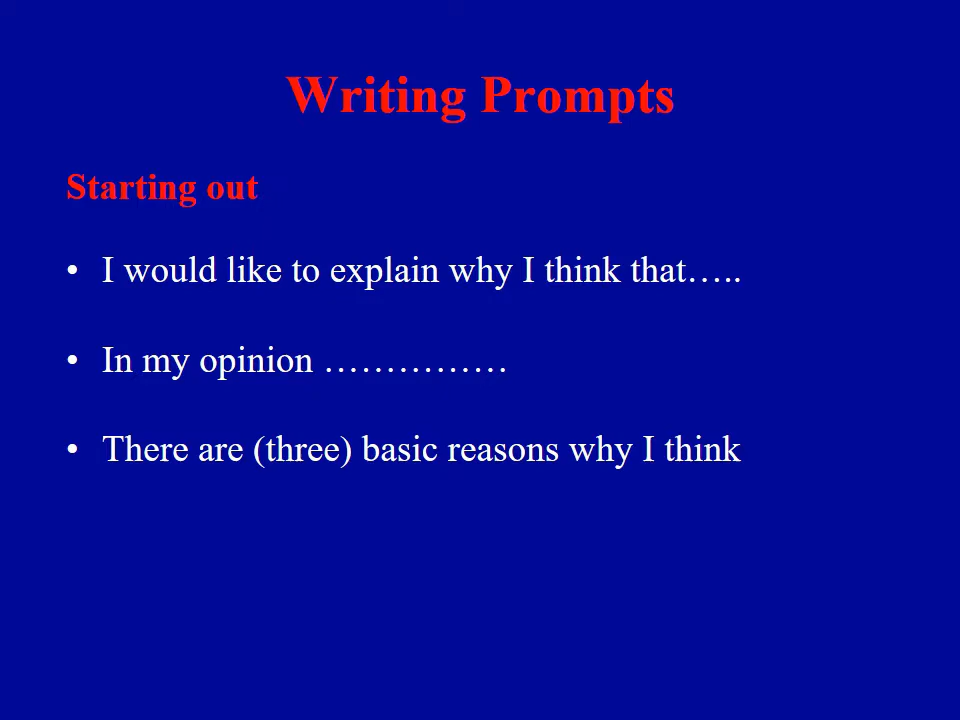 Writing Prompts
Starting out
• I would like to explain why I think that…..
• In my opinion ……………
• There are (three) basic reasons why I think